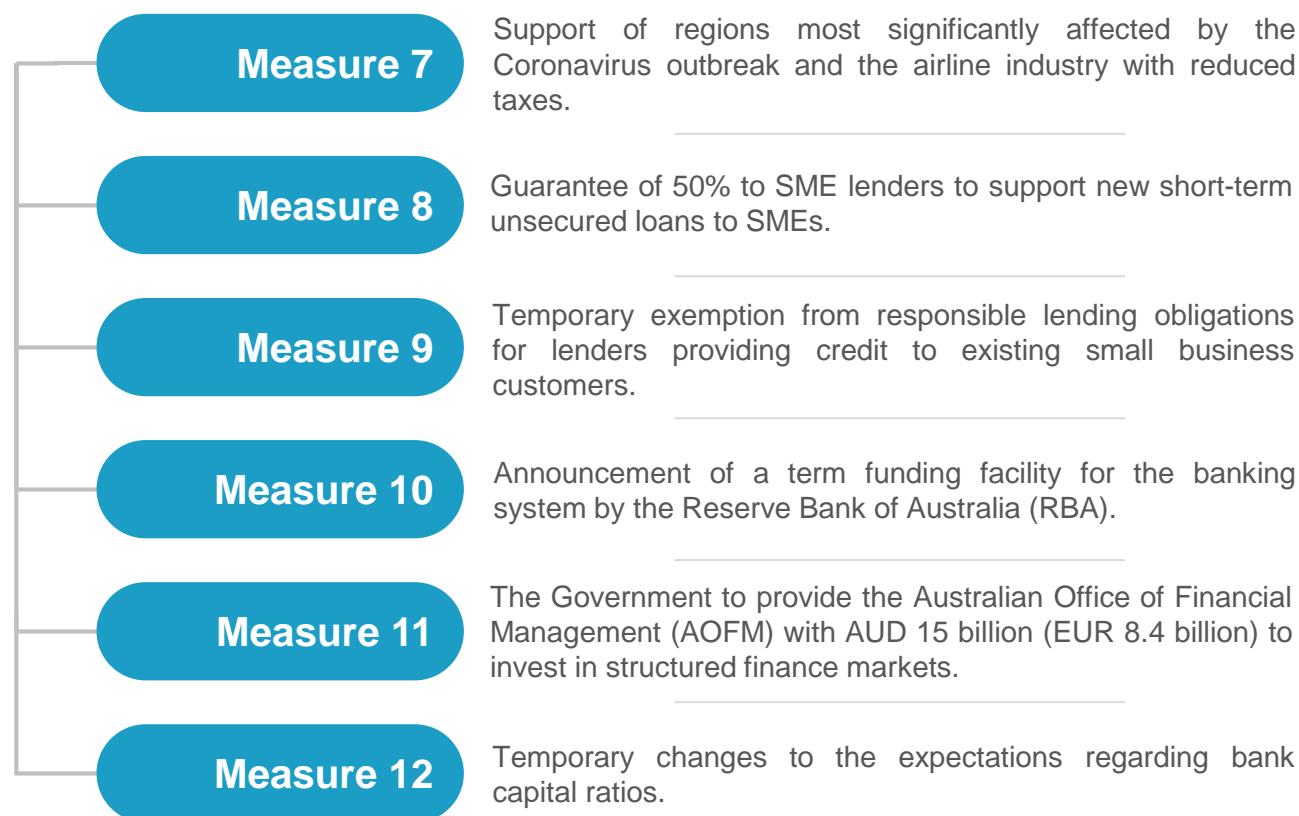 Measure 7
Support of regions most significantly affected by the
Coronavirus outbreak and the airline industry with reduced
taxes.
Measure 8
Guarantee of 50% to SME lenders to support new short-term
unsecured loans to SMEs.
Measure 9
Temporary exemption from responsible lending obligations
for lenders providing credit to existing small business
customers.
Measure 10
Announcement of a term funding facility for the banking
system by the Reserve Bank of Australia (RBA).
Measure 11
The Government to provide the Australian Office of Financial
Management (AOFM) with AUD 15 billion (EUR 8.4 billion) to
invest in structured finance markets.
Measure 12
Temporary changes to the expectations regarding bank
capital ratios.